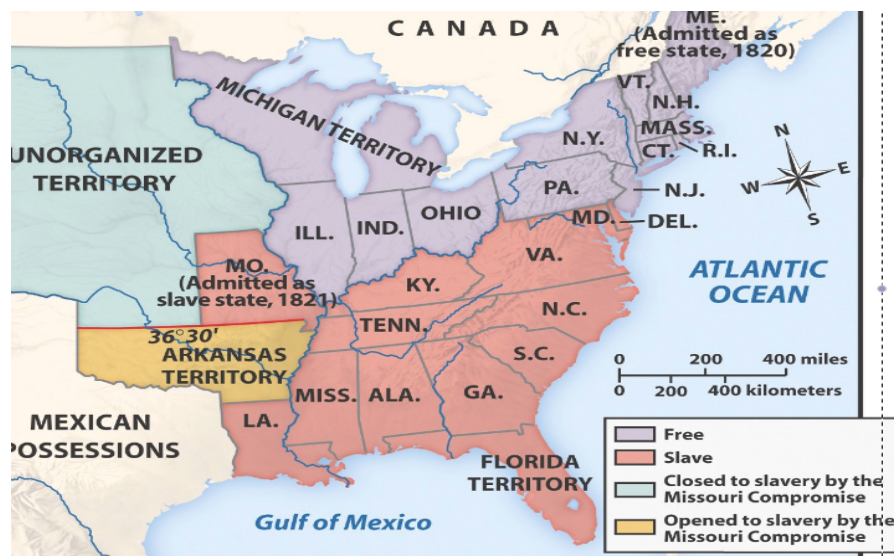 CANADA
ME.
(Admitted as
free state, 1820)
VT.
N.H.
MASS.
CT.
R.I.
N.Y.
MICHIGAN TERRITORY
UNORGANIZED
TERRITORY
PA.
N.J.
OHIO
IND.
ILL.
MD.
DEL.
N
E
W
S
MO.
(Admitted as
slave state, 1821)
KY.
VA.
ATLANTIC
OCEAN
36°30'
ARKANSAS
TERRITORY
TENN.
N.C.
S.C.
0 200 400 miles
0 200 400 kilometers
MISS.
ALA.
GA.
LA.
MEXICAN
POSSESSIONS
FLORIDA
TERRITORY
Gulf of Mexico
Free
Slave
Closed to slavery by the
Missouri Compromise
Opened to slavery by the
Missouri Compromise